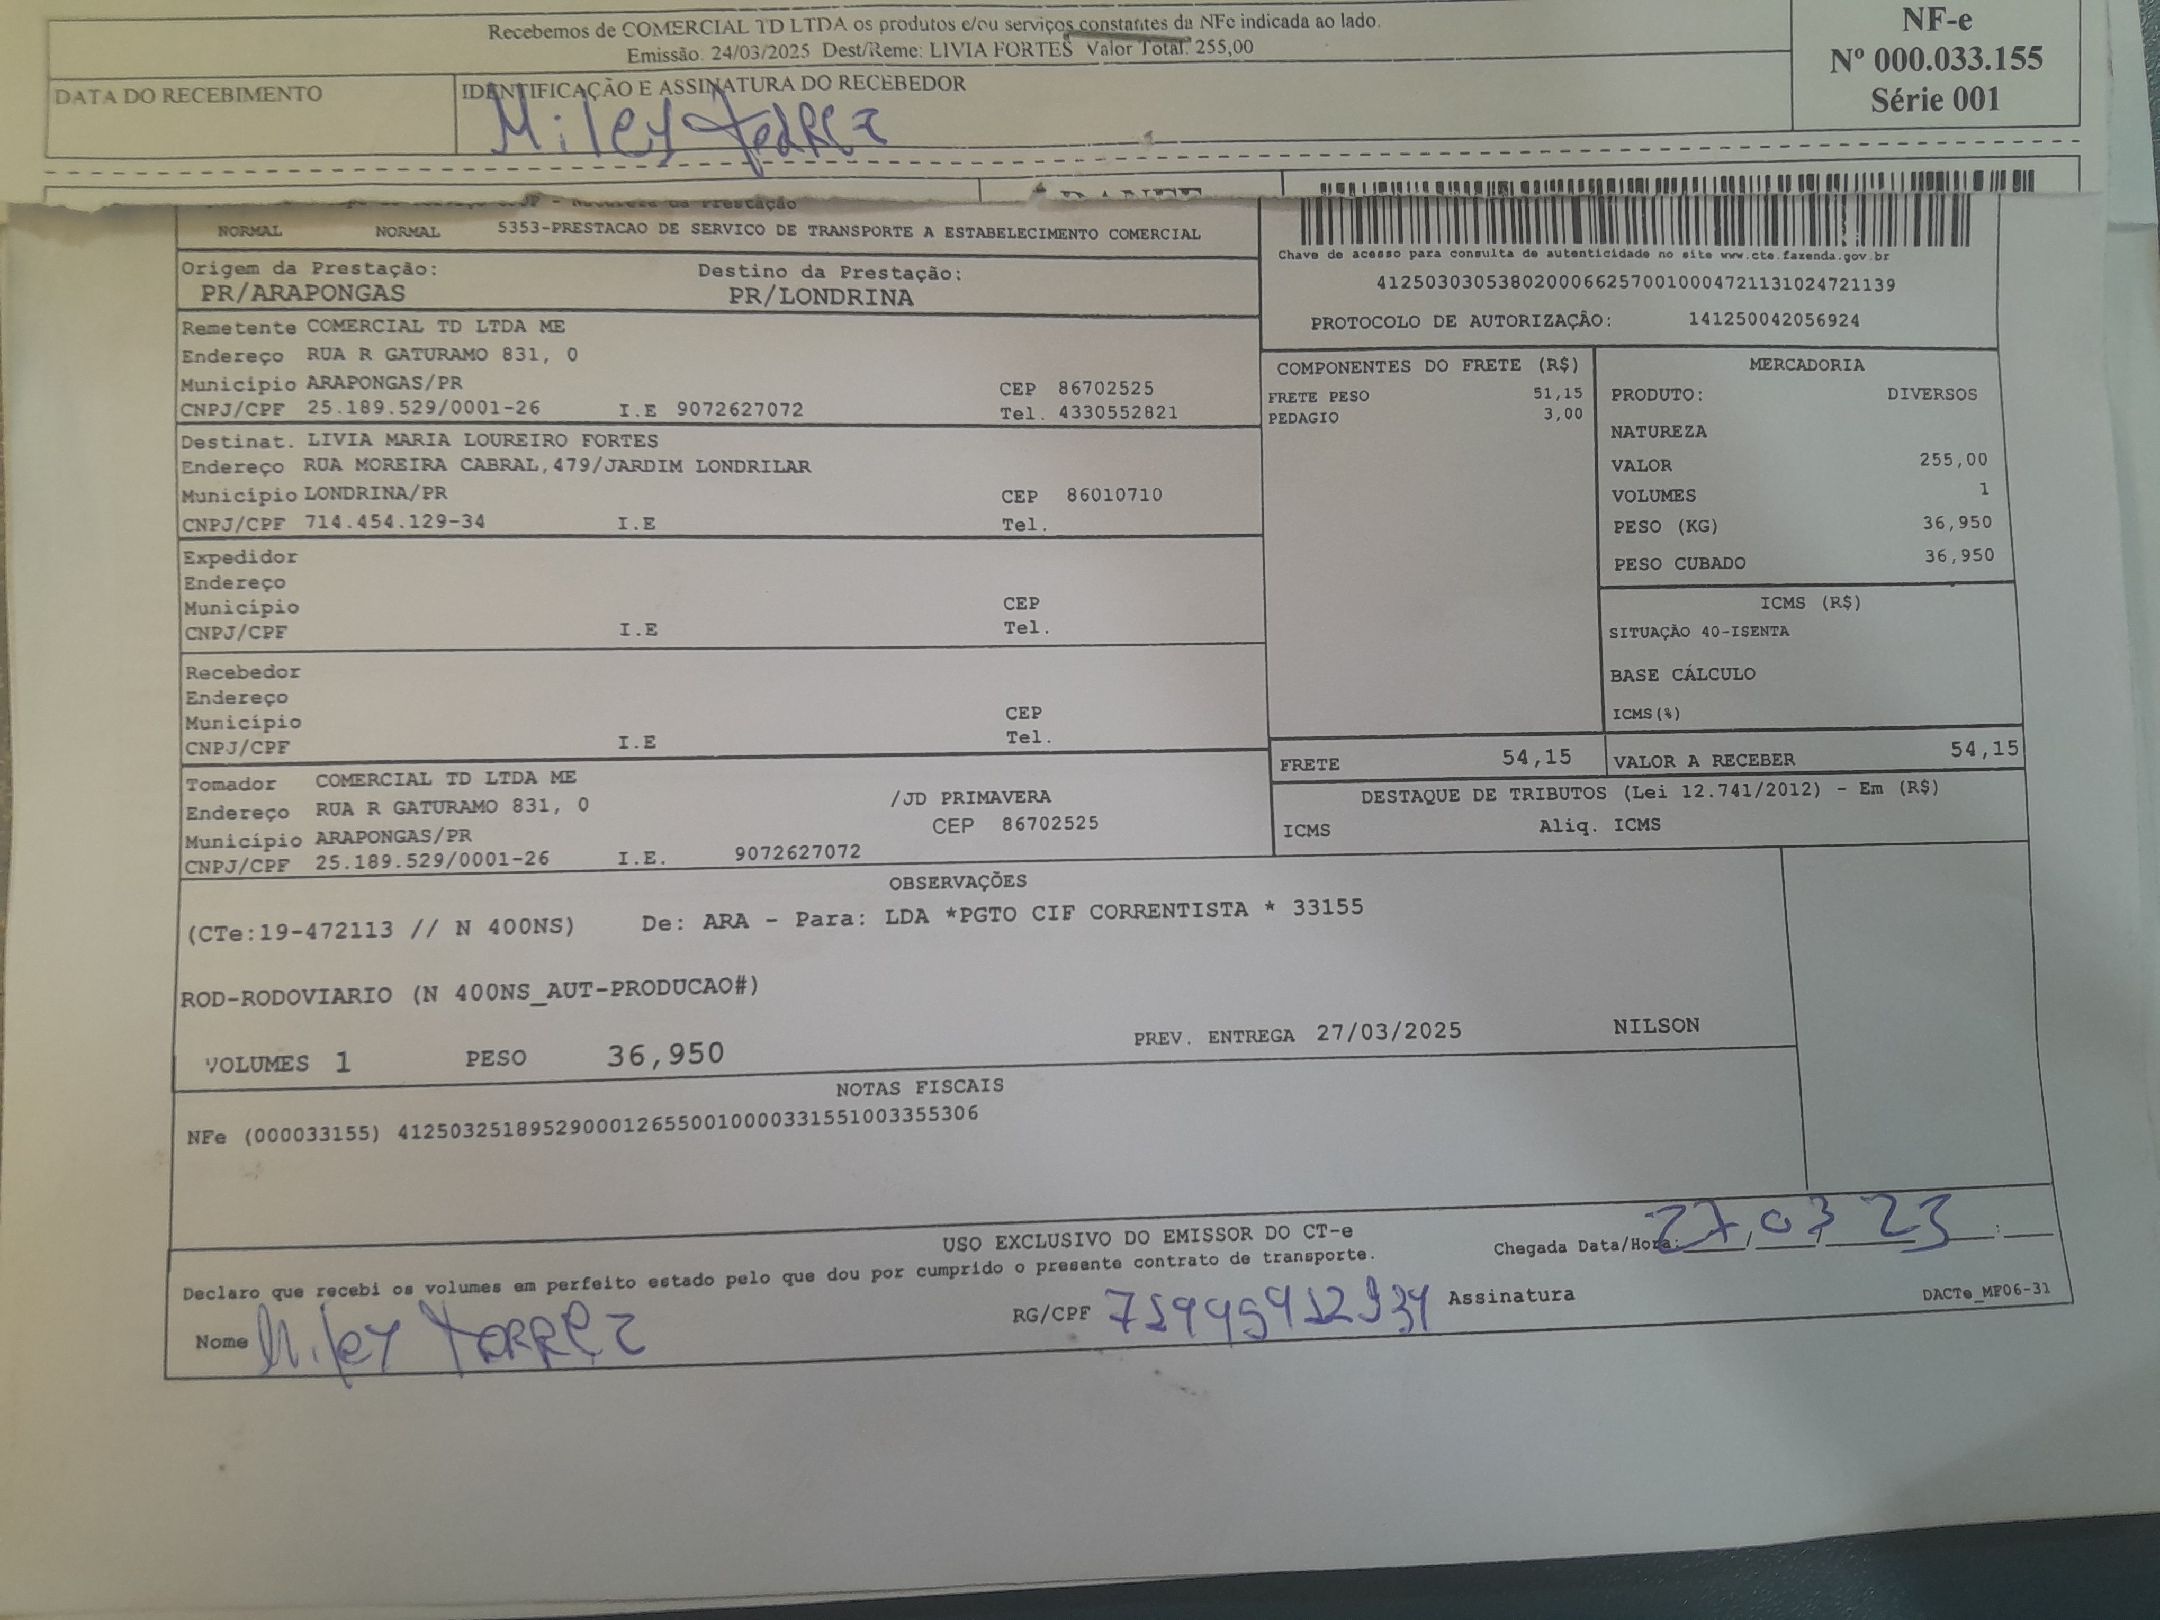 Recebemos de COMERCIAL TD LTDA os produtos e/ou serviços constantes da NFe indicada ao lado.
Emissão. 24/03/2025 Dest/Reme: LIVIA FORTES Valor Total: 255,00
NF-e
Nº 000.033.155
Série 001
DATA DO RECEBIMENTO
IDENTIFICAÇÃO E ASSINATURA DO RECEBEDOR
Miley
NORMAL NORMAL 5353-PRESTACAO DE SERVICO DE TRANSPORTE A ESTABELECIMENTO COMERCIAL
Chave de acesso para consulta de autenticidade no site www.cte.fazenda.gov.br
41250303053802000662570010004721131024721139
PROTOCOLO DE AUTORIZAÇÃO: 141250042056924
Origem da Prestação: Destino da Prestação:
PR/ARAPONGAS PR/LONDRINA
Remetente COMERCIAL TD LTDA ME
Endereço RUA R GATURAMO 831, 0
Município ARAPONGAS/PR CEP 86702525
CNPJ/CPF 25.189.529/0001-26 I.E 9072627072 Tel. 4330552821
Destinat. LIVIA MARIA LOUREIRO FORTES
Endereço RUA MOREIRA CABRAL,479/JARDIM LONDRILAR
Município LONDRINA/PR CEP 86010710
CNPJ/CPF 714.454.129-34 I.E Tel.
Expedidor
Endereço
Município CEP
CNPJ/CPF I.E Tel.
Recebedor
Endereço
Município CEP
CNPJ/CPF I.E Tel.
Tomador COMERCIAL TD LTDA ME
Endereço RUA R GATURAMO 831, 0 /JD PRIMAVERA
Município ARAPONGAS/PR CEP 86702525
CNPJ/CPF 25.189.529/0001-26 I.E. 9072627072
COMPONENTES DO FRETE (R$)
FRETE PESO 51,15
PEDAGIO 3,00
MERCADORIA
PRODUTO: DIVERSOS
NATUREZA
VALOR 255,00
VOLUMES 1
PESO (KG) 36,950
PESO CUBADO 36,950
ICMS (R$)
SITUAÇÃO 40-ISENTA
BASE CÁLCULO
ICMS(%)
FRETE 54,15 VALOR A RECEBER 54,15
DESTAQUE DE TRIBUTOS (Lei 12.741/2012) - Em (R$)
ICMS Aliq. ICMS
OBSERVAÇÕES
(CTe:19-472113 // N 400NS) De: ARA - Para: LDA *PGTO CIF CORRENTISTA * 33155
ROD-RODOVIARIO (N 400NS_AUT-PRODUCAO#)
VOLUMES 1 PESO 36,950 PREV. ENTREGA 27/03/2025 NILSON
NOTAS FISCAIS
NFe (000033155) 41250325189529000126550010000331551003355306
USO EXCLUSIVO DO EMISSOR DO CT-e
Declaro que recebi os volumes em perfeito estado pelo que dou por cumprido o presente contrato de transporte.
Chegada Data/Hora:
Nome Miley
RG/CPF
Assinatura
DACTe_MF06-31